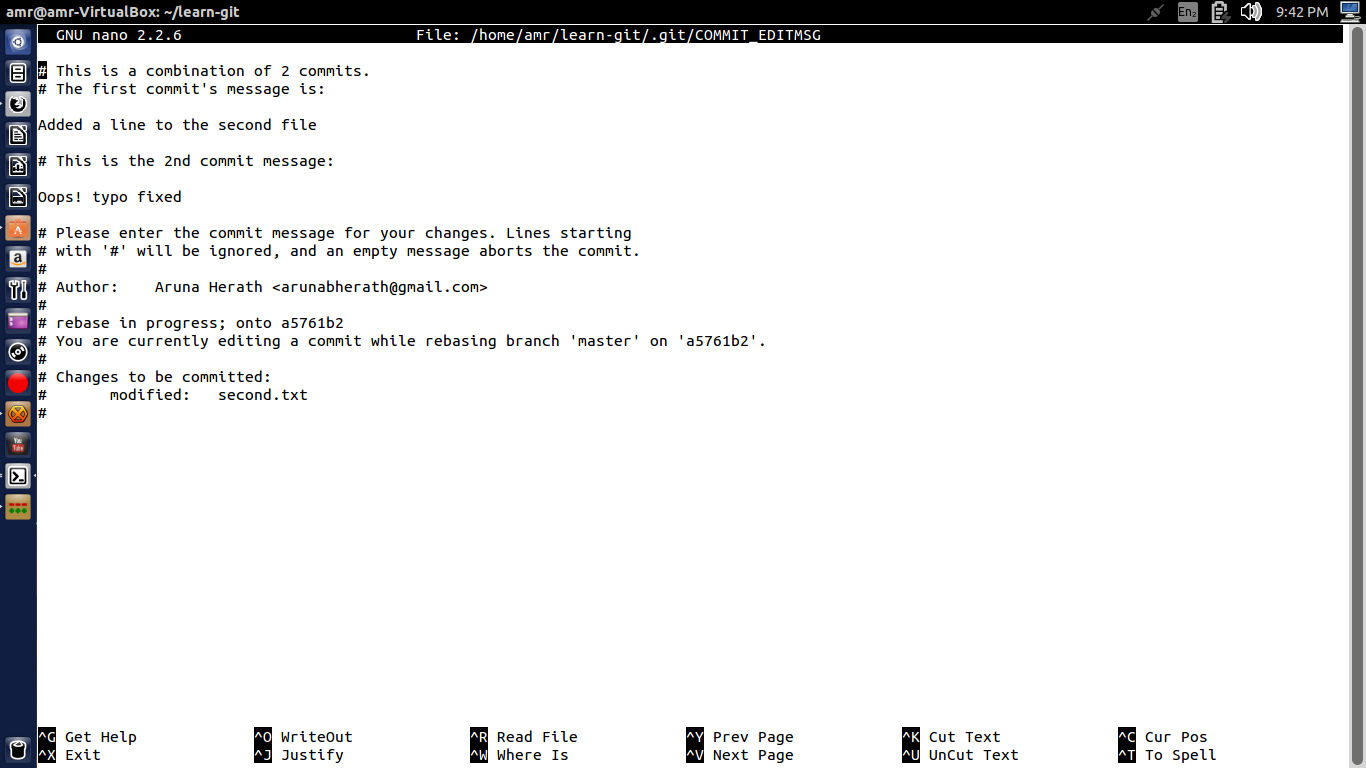 amr@amr-VirtualBox: ~/learn-git
En2
9:42 PM
GNU nano 2.2.6 File: /home/amr/learn-git/.git/COMMIT_EDITMSG
# This is a combination of 2 commits.
# The first commit's message is:
Added a line to the second file
# This is the 2nd commit message:
Oops! typo fixed
# Please enter the commit message for your changes. Lines starting
# with '#' will be ignored, and an empty message aborts the commit.
#
# Author:    Aruna Herath <arunabherath@gmail.com>
#
# rebase in progress; onto a5761b2
# You are currently editing a commit while rebasing branch 'master' on 'a5761b2'.
#
# Changes to be committed:
#       modified:   second.txt
#
You Tube
^G Get Help ^O WriteOut ^R Read File ^Y Prev Page ^K Cut Text ^C Cur Pos
^X Exit ^J Justify ^W Where Is ^V Next Page ^U UnCut Text ^T To Spell